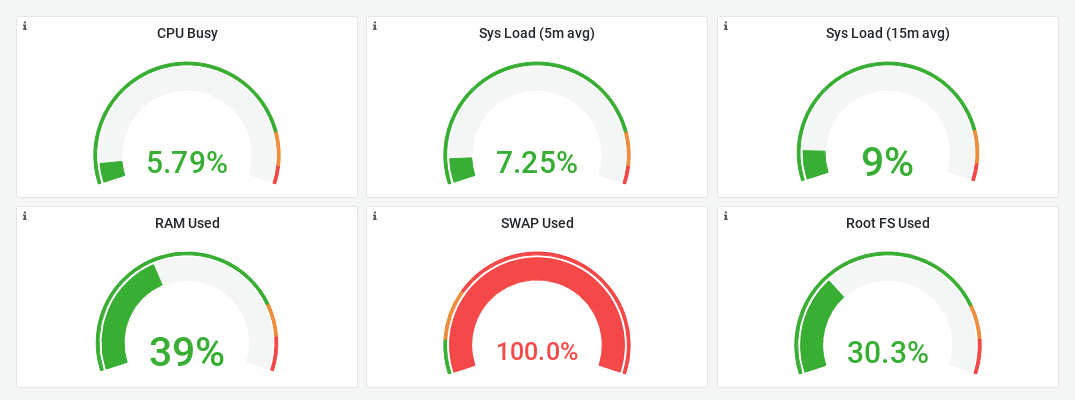 CPU Busy
5.79%
Sys Load (5m avg)
7.25%
Sys Load (15m avg)
9%
RAM Used
39%
SWAP Used
100.0%
Root FS Used
30.3%